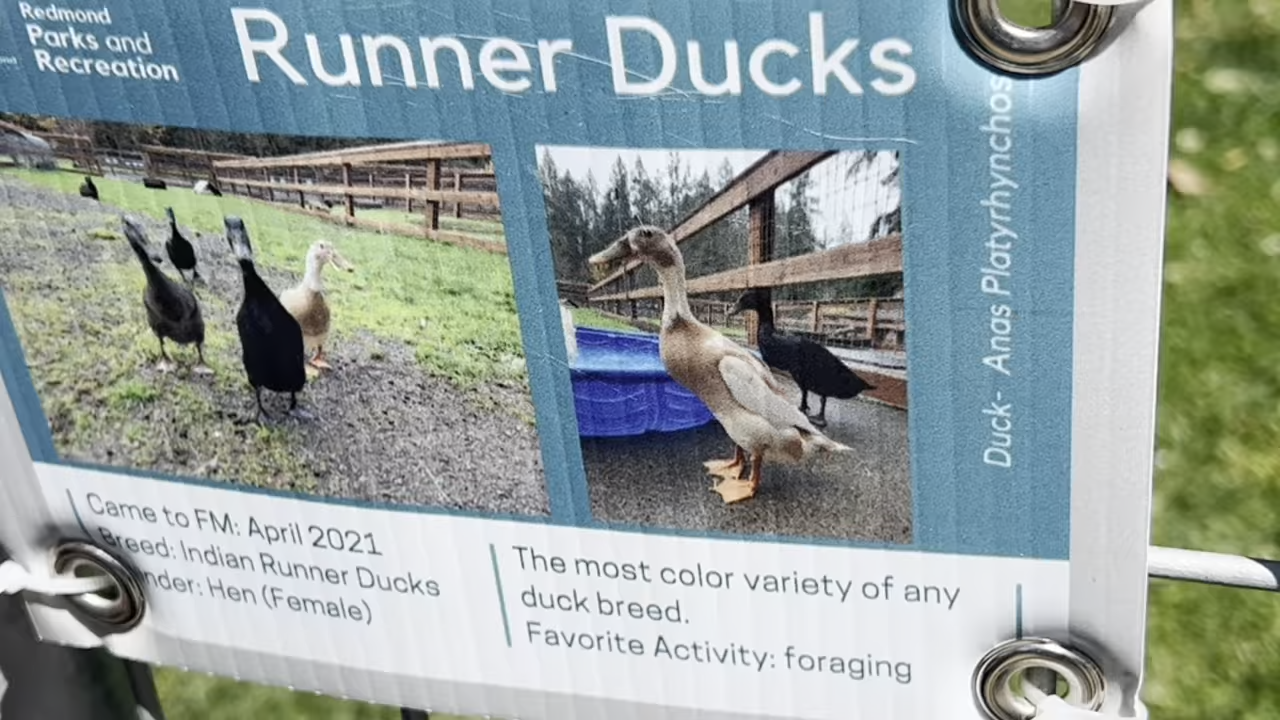 Redmond
Parks and
Recreation
Runner Ducks
Duck- Anas Platyrhynchos
Came to FM: April 2021
Breed: Indian Runner Ducks
nder: Hen (Female)
The most color variety of any
duck breed.
Favorite Activity: foraging